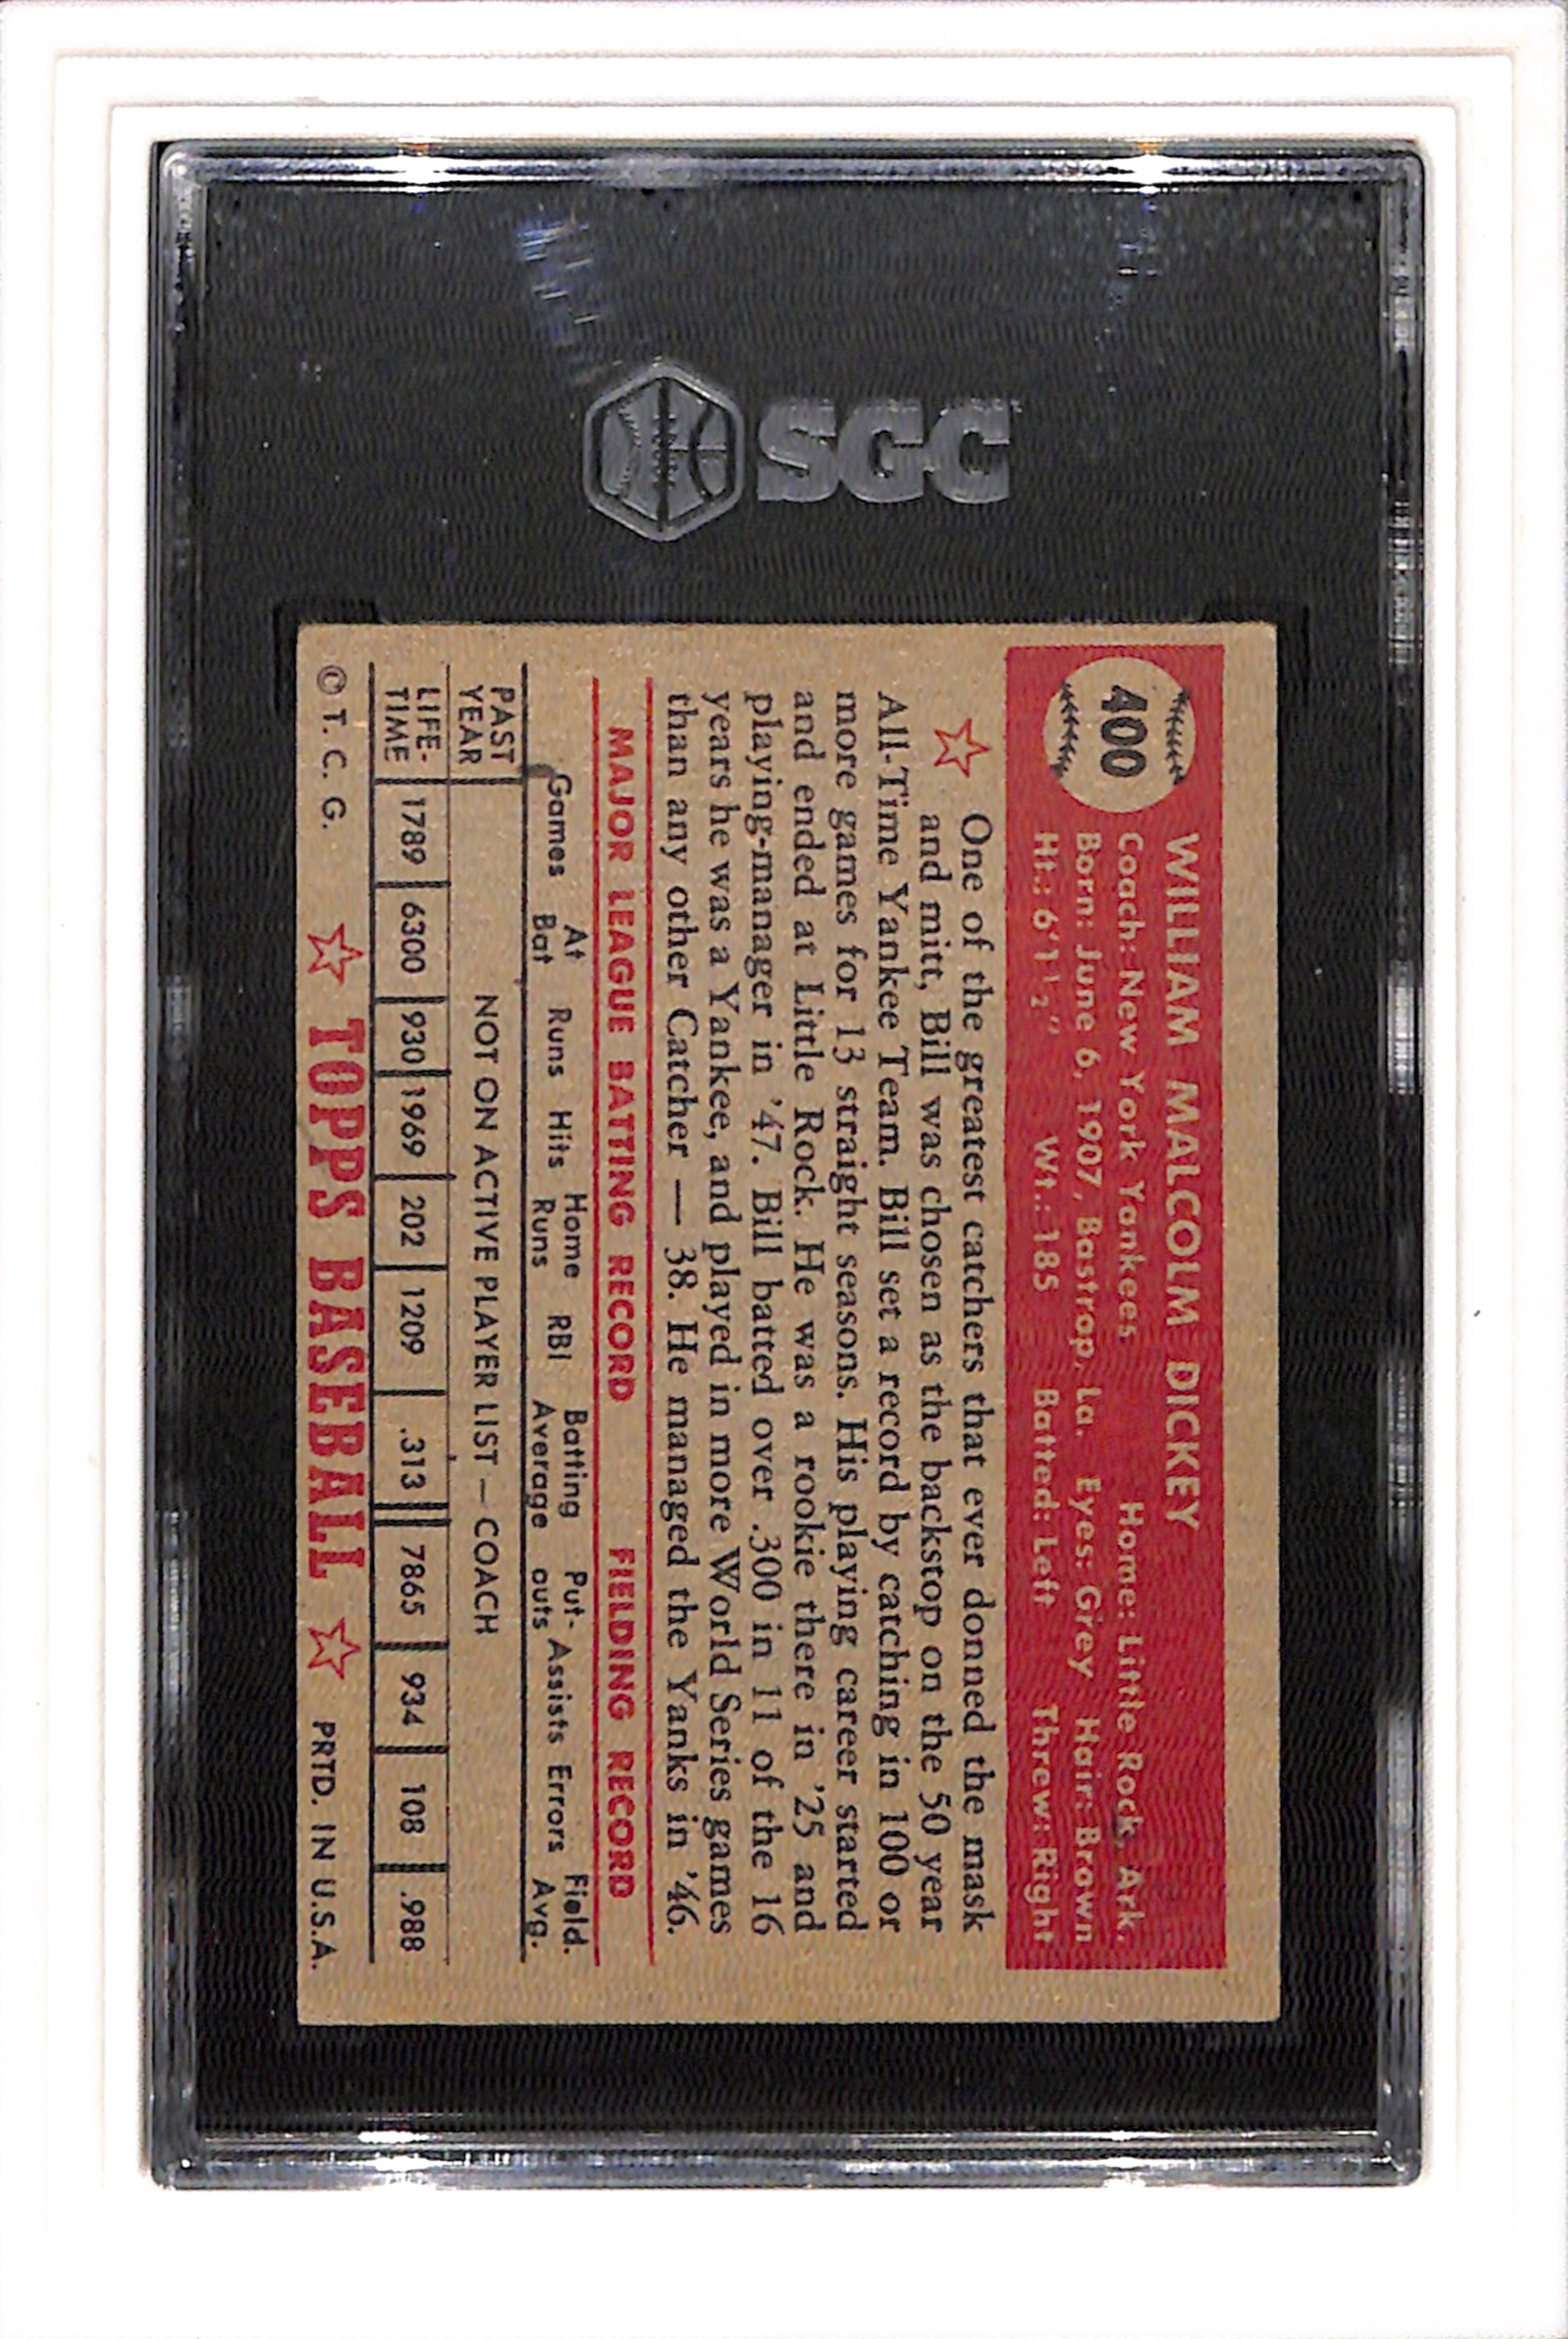 SGC
400
WILLIAM MALCOLM DICKEY
Coach: New York Yankees Home: Little Rock, Ark.
Born: June 6, 1907, Bastrop, La. Eyes: Grey Hair: Brown
Ht.: 6'1½" Wt.: 185 Batted: Left Threw: Right
One of the greatest catchers that ever donned the mask
and mitt, Bill was chosen as the backstop on the 50 year
All-Time Yankee Team. Bill set a record by catching in 100 or
more games for 13 straight seasons. His playing career started
and ended at Little Rock. He was a rookie there in '25 and
playing-manager in '47. Bill batted over .300 in 11 of the 16
years he was a Yankee, and played in more World Series games
than any other Catcher — 38. He managed the Yanks in '46.
MAJOR LEAGUE BATTING RECORD FIELDING RECORD
Games At Bat Runs Hits Home Runs RBI Batting Average Put-outs Assists Errors Field. Avg.
PAST YEAR NOT ON ACTIVE PLAYER LIST — COACH
LIFE-TIME 1789 6300 930 1969 202 1209 .313 7865 934 108 .988
© T. C. G. TOPPS BASEBALL PRTD. IN U.S.A.